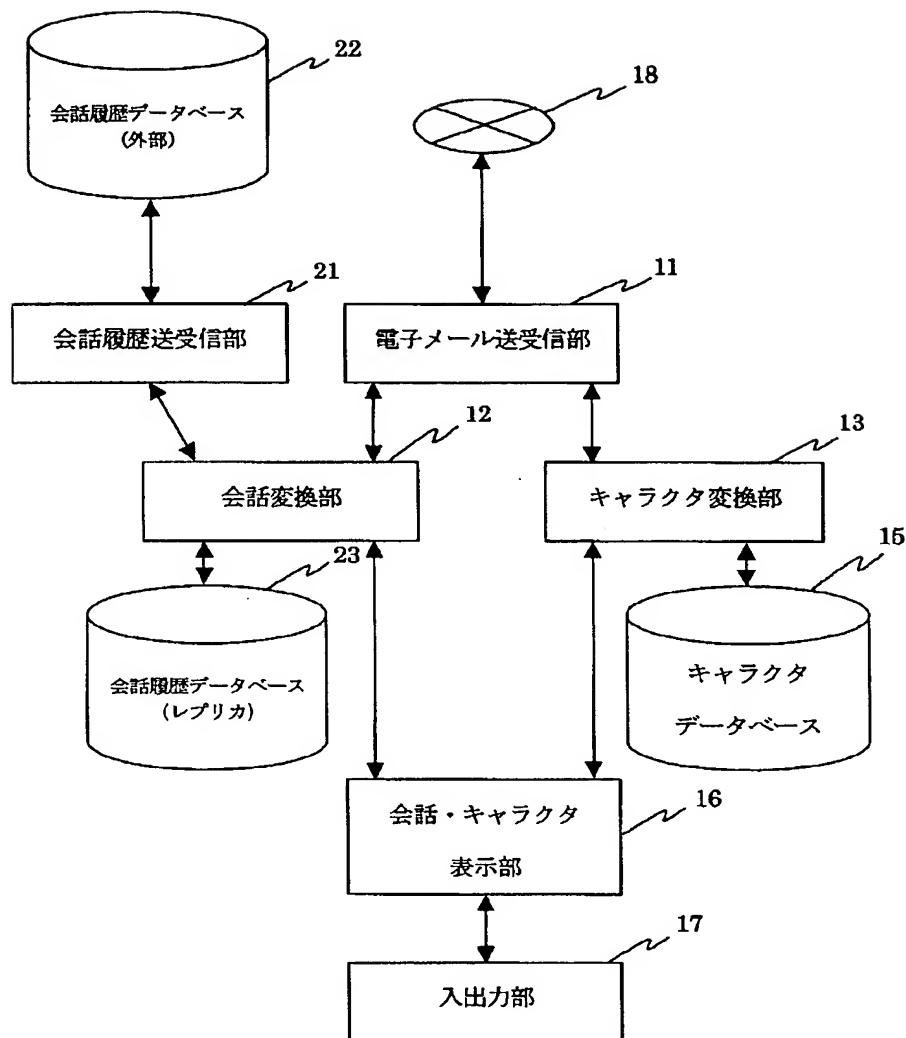 22
会話履歴データベース
(外部)
18
21
会話履歴送受信部
11
電子メール送受信部
12
会話変換部
13
キャラクタ変換部
23
会話履歴データベース
(レプリカ)
15
キャラクタ
データベース
16
会話・キャラクタ
表示部
17
入出力部